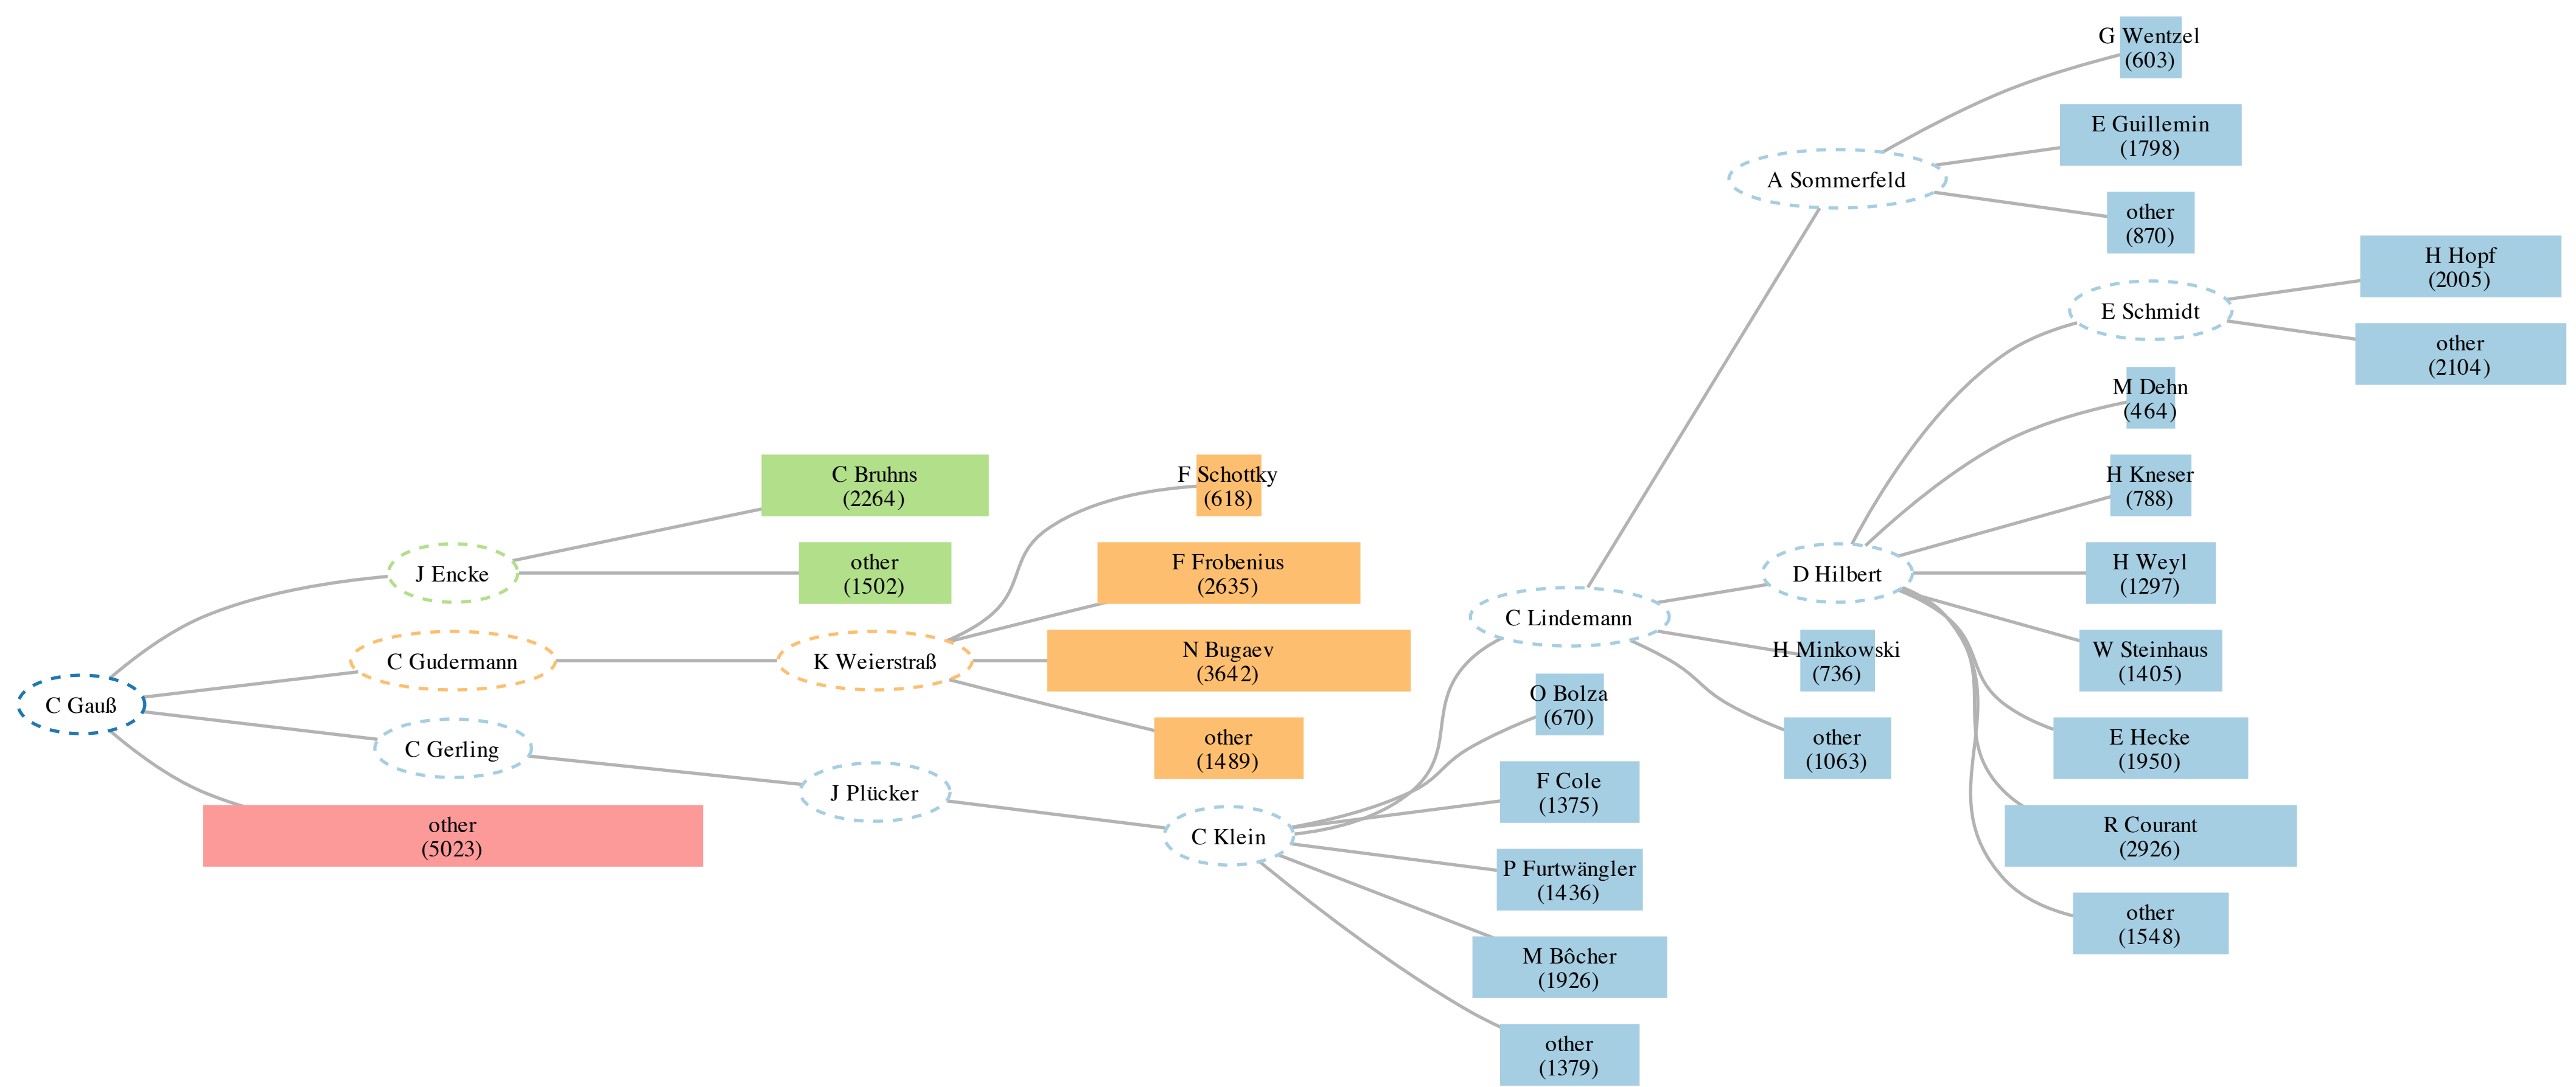 C Gauß
J Encke
C Gudermann
C Gerling
other
(5023)
C Bruhns
(2264)
other
(1502)
K Weierstraß
J Plücker
F Schottky
(618)
F Frobenius
(2635)
N Bugaev
(3642)
other
(1489)
C Klein
C Lindemann
O Bolza
(670)
F Cole
(1375)
P Furtwängler
(1436)
M Bôcher
(1926)
other
(1379)
A Sommerfeld
D Hilbert
H Minkowski
(736)
other
(1063)
G Wentzel
(603)
E Guillemin
(1798)
other
(870)
E Schmidt
M Dehn
(464)
H Kneser
(788)
H Weyl
(1297)
W Steinhaus
(1405)
E Hecke
(1950)
R Courant
(2926)
other
(1548)
H Hopf
(2005)
other
(2104)